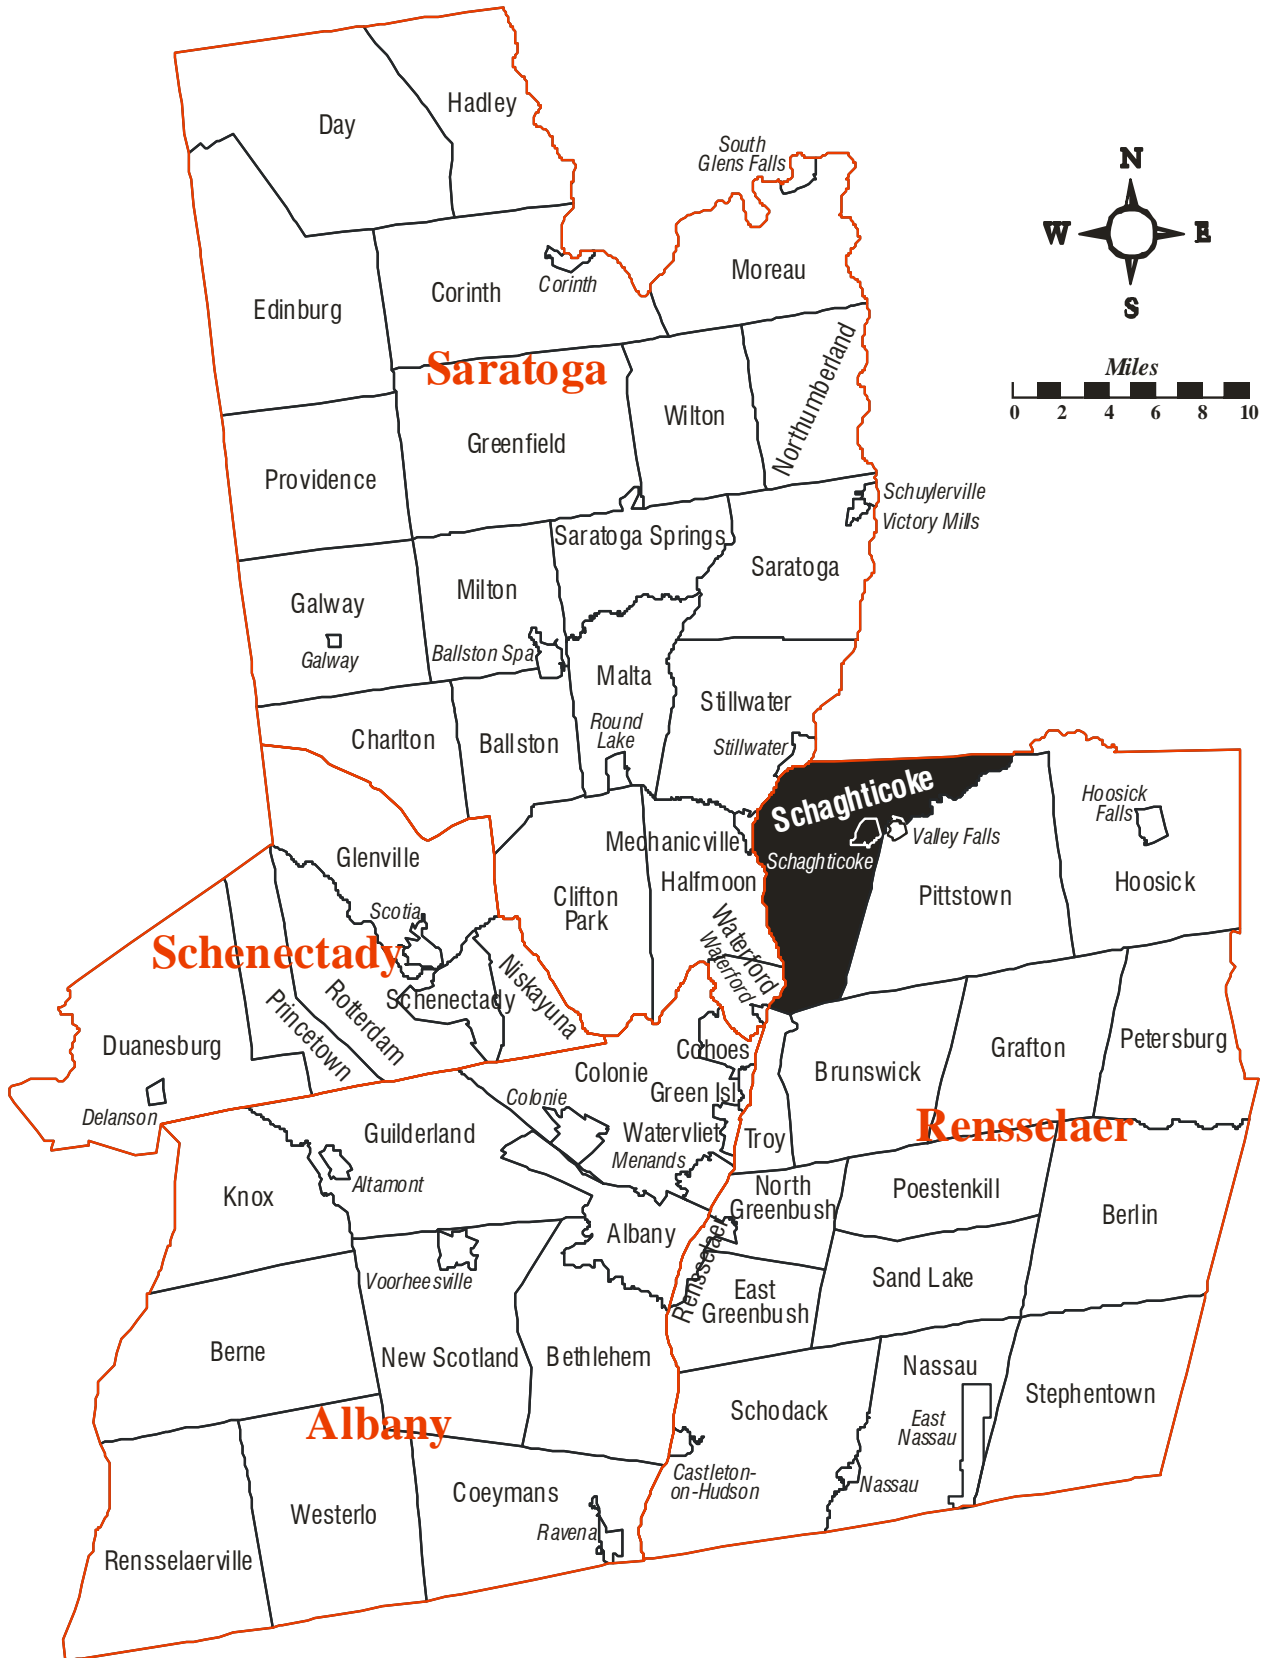 Hadley
Day
South
Glens Falls
N
W
E
S
Moreau
Corinth
Corinth
Edinburg
Saratoga
Northumberland
Miles
0 2 4 6 8 10
Wilton
Greenfield
Providence
Schuylerville
Victory Mills
Saratoga Springs
Saratoga
Milton
Galway
Galway
Ballston Spa
Malta
Stillwater
Round
Lake
Stillwater
Charlton
Ballston
Schaghticoke
Hoosick
Falls
Mechanicville
Schaghticoke
Valley Falls
Glenville
Halfmoon
Hoosick
Clifton
Park
Pittstown
Scotia
Waterford
Waterford
Schenectady
Niskayuna
Schenectady
Rotterdam
Princetown
Duanesburg
Cohoes
Grafton
Petersburg
Colonie
Brunswick
Green Isl
Colonie
Delanson
Guilderland
Watervliet
Troy
Rensselaer
Menands
Altamont
Knox
North
Greenbush
Poestenkill
Berlin
Albany
Rensselaer
Voorheesville
Sand Lake
East
Greenbush
Berne
New Scotland
Bethlehem
Nassau
Stephentown
Schodack
Albany
East
Nassau
Castleton-
on-Hudson
Nassau
Coeymans
Westerlo
Ravena
Rensselaerville